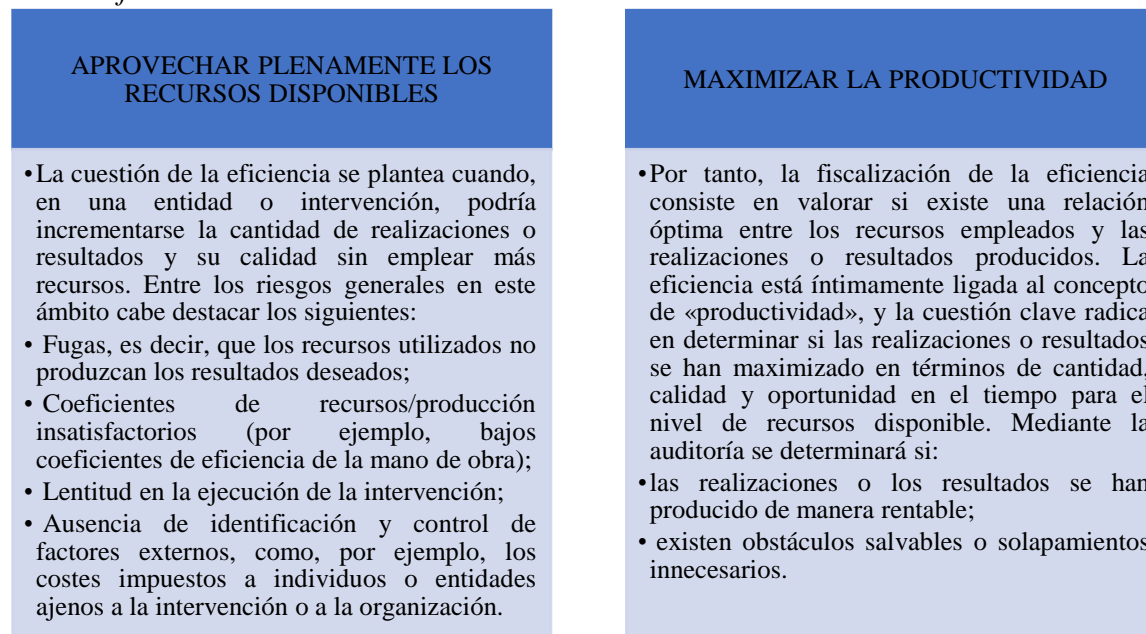 APROVECHAR PLENAMENTE LOS
RECURSOS DISPONIBLES
•La cuestión de la eficiencia se plantea cuando,
en una entidad o intervención, podría
incrementarse la cantidad de realizaciones o
resultados y su calidad sin emplear más
recursos. Entre los riesgos generales en este
ámbito cabe destacar los siguientes:
• Fugas, es decir, que los recursos utilizados no
produzcan los resultados deseados;
• Coeficientes de recursos/producción
insatisfactorios (por ejemplo, bajos
coeficientes de eficiencia de la mano de obra);
• Lentitud en la ejecución de la intervención;
• Ausencia de identificación y control de
factores externos, como, por ejemplo, los
costes impuestos a individuos o entidades
ajenos a la intervención o a la organización.
MAXIMIZAR LA PRODUCTIVIDAD
•Por tanto, la fiscalización de la eficiencia
consiste en valorar si existe una relación
óptima entre los recursos empleados y las
realizaciones o resultados producidos. La
eficiencia está íntimamente ligada al concepto
de «productividad», y la cuestión clave radica
en determinar si las realizaciones o resultados
se han maximizado en términos de cantidad,
calidad y oportunidad en el tiempo para el
nivel de recursos disponible. Mediante la
auditoría se determinará si:
•las realizaciones o los resultados se han
producido de manera rentable;
• existen obstáculos salvables o solapamientos
innecesarios.